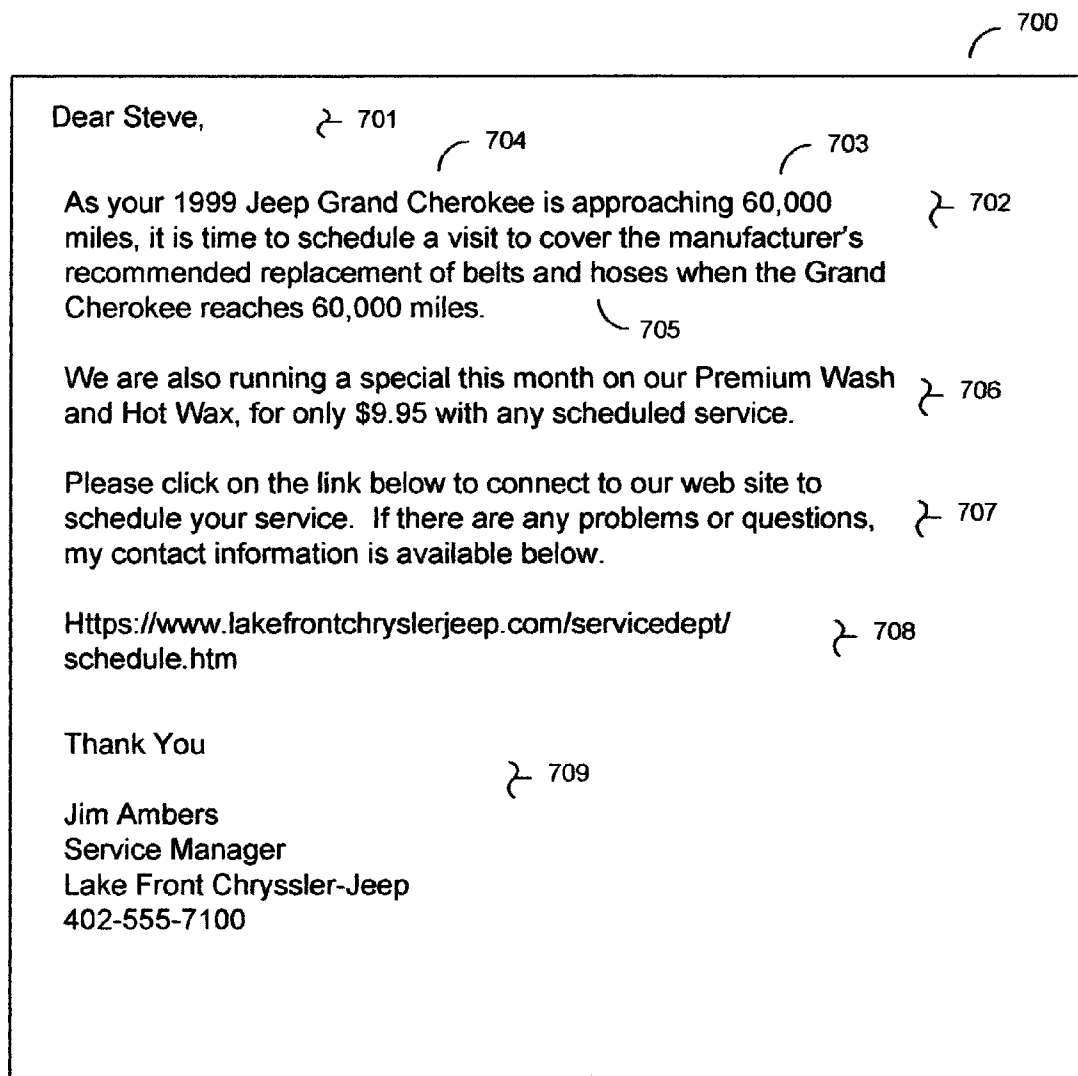 700
Dear Steve, 701
704 703
As your 1999 Jeep Grand Cherokee is approaching 60,000 702
miles, it is time to schedule a visit to cover the manufacturer's
recommended replacement of belts and hoses when the Grand
Cherokee reaches 60,000 miles.
705
We are also running a special this month on our Premium Wash 706
and Hot Wax, for only $9.95 with any scheduled service.
Please click on the link below to connect to our web site to
schedule your service. If there are any problems or questions, 707
my contact information is available below.
Https://www.lakefrontchryslerjeep.com/servicedept/ 708
schedule.htm
Thank You
709
Jim Ambers
Service Manager
Lake Front Chryssler-Jeep
402-555-7100